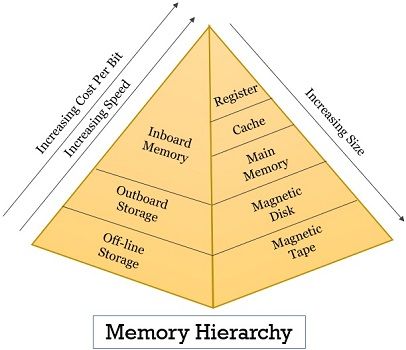 Increasing Cost Per Bit
Increasing Speed
Increasing Size
Inboard
Memory
Outboard
Storage
Off-line
Storage
Register
Cache
Main
Memory
Magnetic
Disk
Magnetic
Tape
Memory Hierarchy